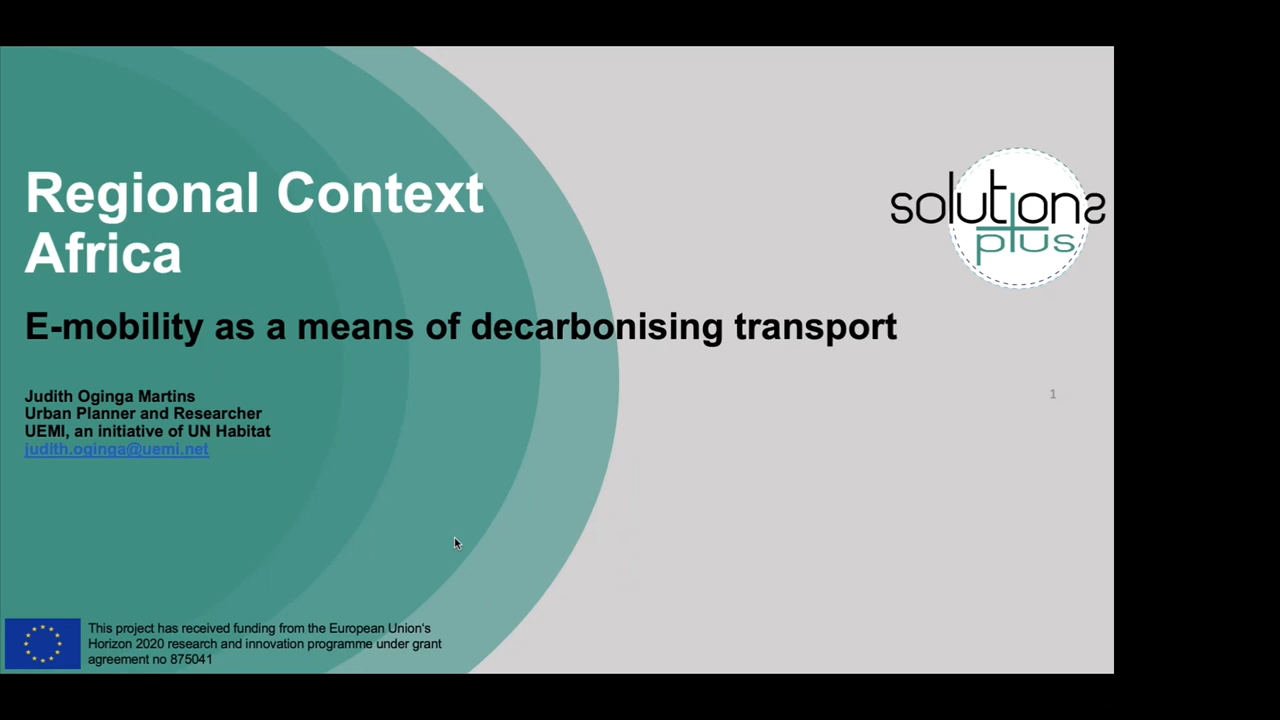 Regional Context
Africa
solutions
plus
E-mobility as a means of decarbonising transport
Judith Oginga Martins
Urban Planner and Researcher
UEMI, an initiative of UN Habitat
judith.oginga@uemi.net
1
This project has received funding from the European Union's
Horizon 2020 research and innovation programme under grant
agreement no 875041